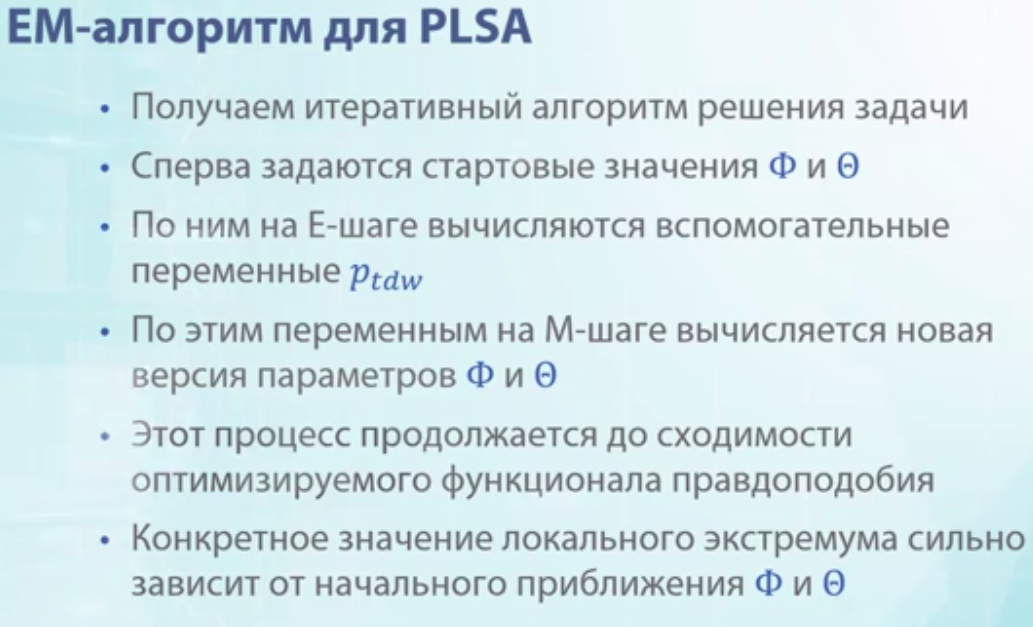 EM-алгоритм для PLSA
• Получаем итеративный алгоритм решения задачи
• Сперва задаются стартовые значения Φ и Θ
• По ним на E-шаге вычисляются вспомогательные
переменные p_{tdw}
• По этим переменным на M-шаге вычисляется новая
версия параметров Φ и Θ
• Этот процесс продолжается до сходимости
оптимизируемого функционала правдоподобия
• Конкретное значение локального экстремума сильно
зависит от начального приближения Φ и Θ